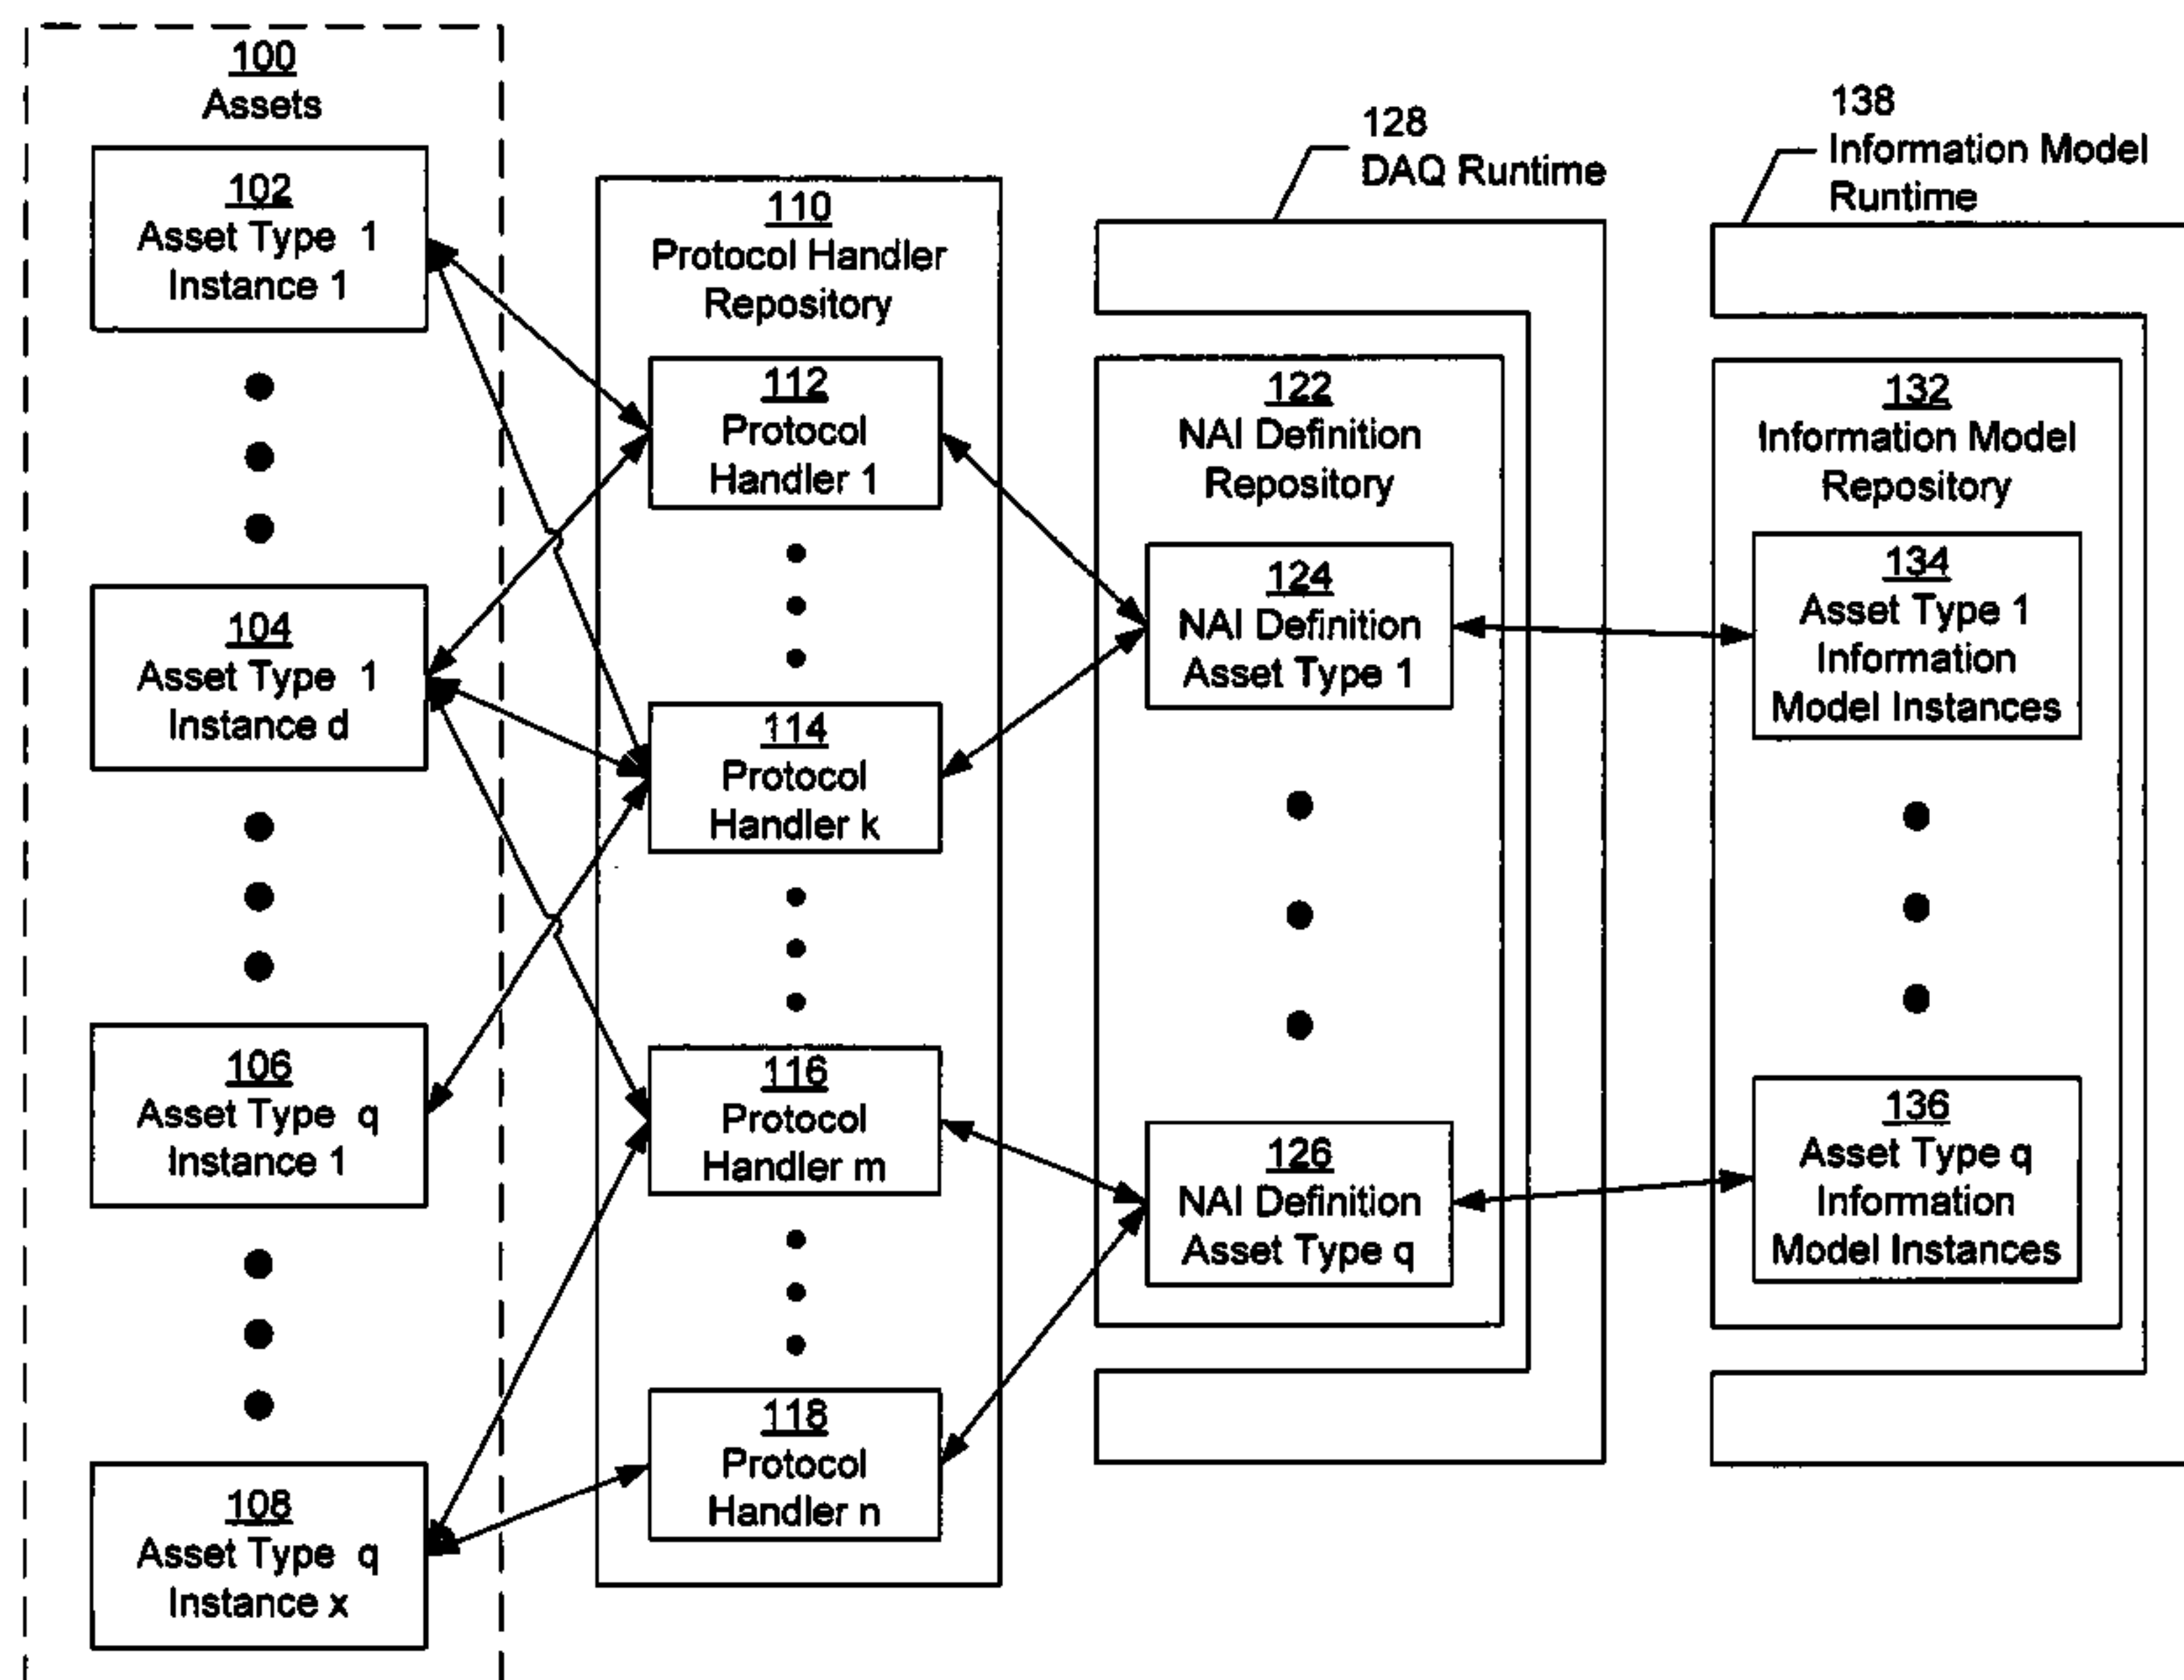 100
Assets
102
Asset Type 1
Instance 1
104
Asset Type 1
Instance d
106
Asset Type q
Instance 1
108
Asset Type q
Instance x
110
Protocol Handler
Repository
112
Protocol
Handler 1
114
Protocol
Handler k
116
Protocol
Handler m
118
Protocol
Handler n
128
DAQ Runtime
122
NAI Definition
Repository
124
NAI Definition
Asset Type 1
126
NAI Definition
Asset Type q
138
Information Model
Runtime
132
Information Model
Repository
134
Asset Type 1
Information
Model Instances
136
Asset Type q
Information
Model Instances